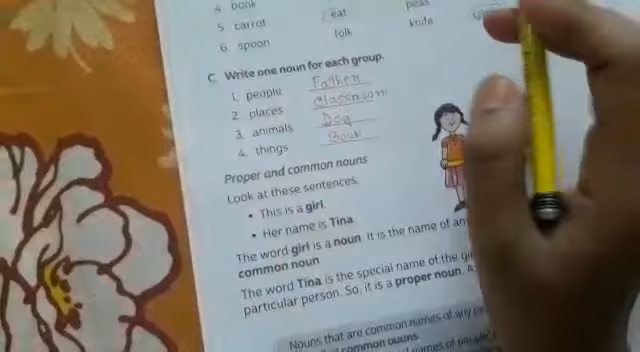 4. book
5. carrot eat peas
6. spoon folk knife
C. Write one noun for each group.
1. people Father
2. places Classroom
3. animals Dog
4. things Book
Proper and common nouns
Look at these sentences.
• This is a girl.
• Her name is Tina
The word girl is a noun. It is the name of an
common noun
The word Tina is the special name of the
particular person. So, it is a proper noun. A
Nouns that are common names of any
common nouns
names of